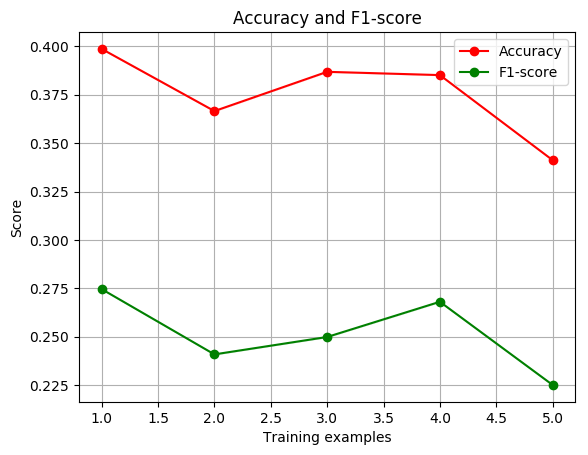 Accuracy and F1-score
Accuracy
F1-score
0.400
0.375
0.350
0.325
0.300
0.275
0.250
0.225
Score
1.0 1.5 2.0 2.5 3.0 3.5 4.0 4.5 5.0
Training examples